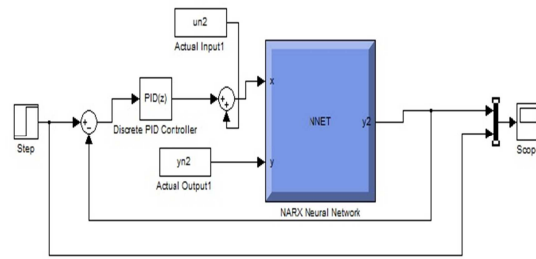 un2
Actual Input1
PID(z)
Discrete PID Controller
Step
x
NNET
y2
y
yn2
Actual Output1
NARX Neural Network
Scop